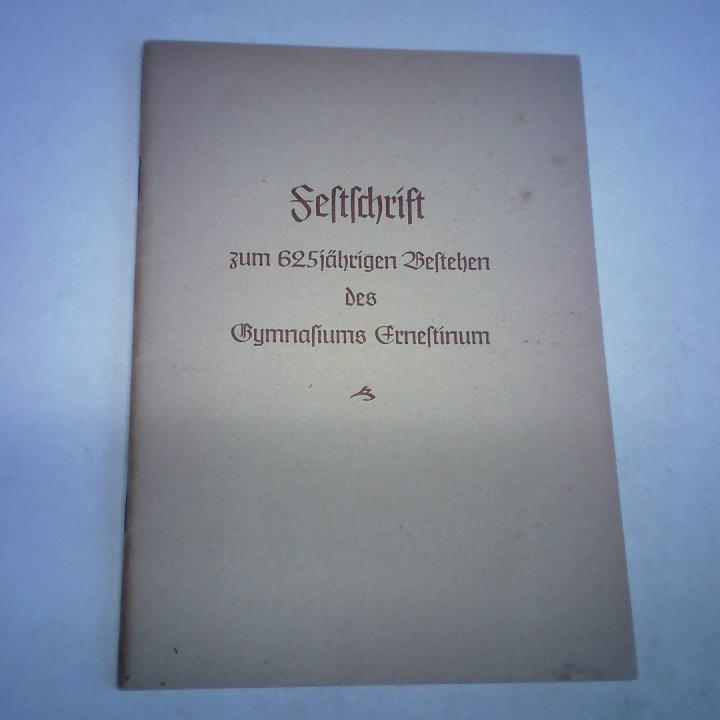 Festschrift
zum 625jährigen Bestehen
des
Gymnasiums Ernestinum